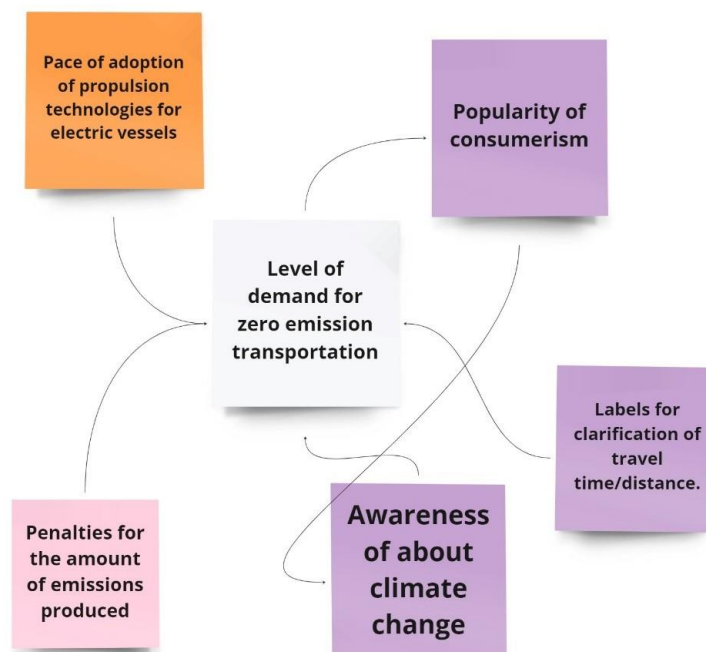 Pace of adoption
of propulsion
technologies for
electric vessels
Popularity of
consumerism
Level of
demand for
zero emission
transportation
Labels for
clarification of
travel
time/distance.
Penalties for
the amount
of emissions
produced
Awareness
of about
climate
change